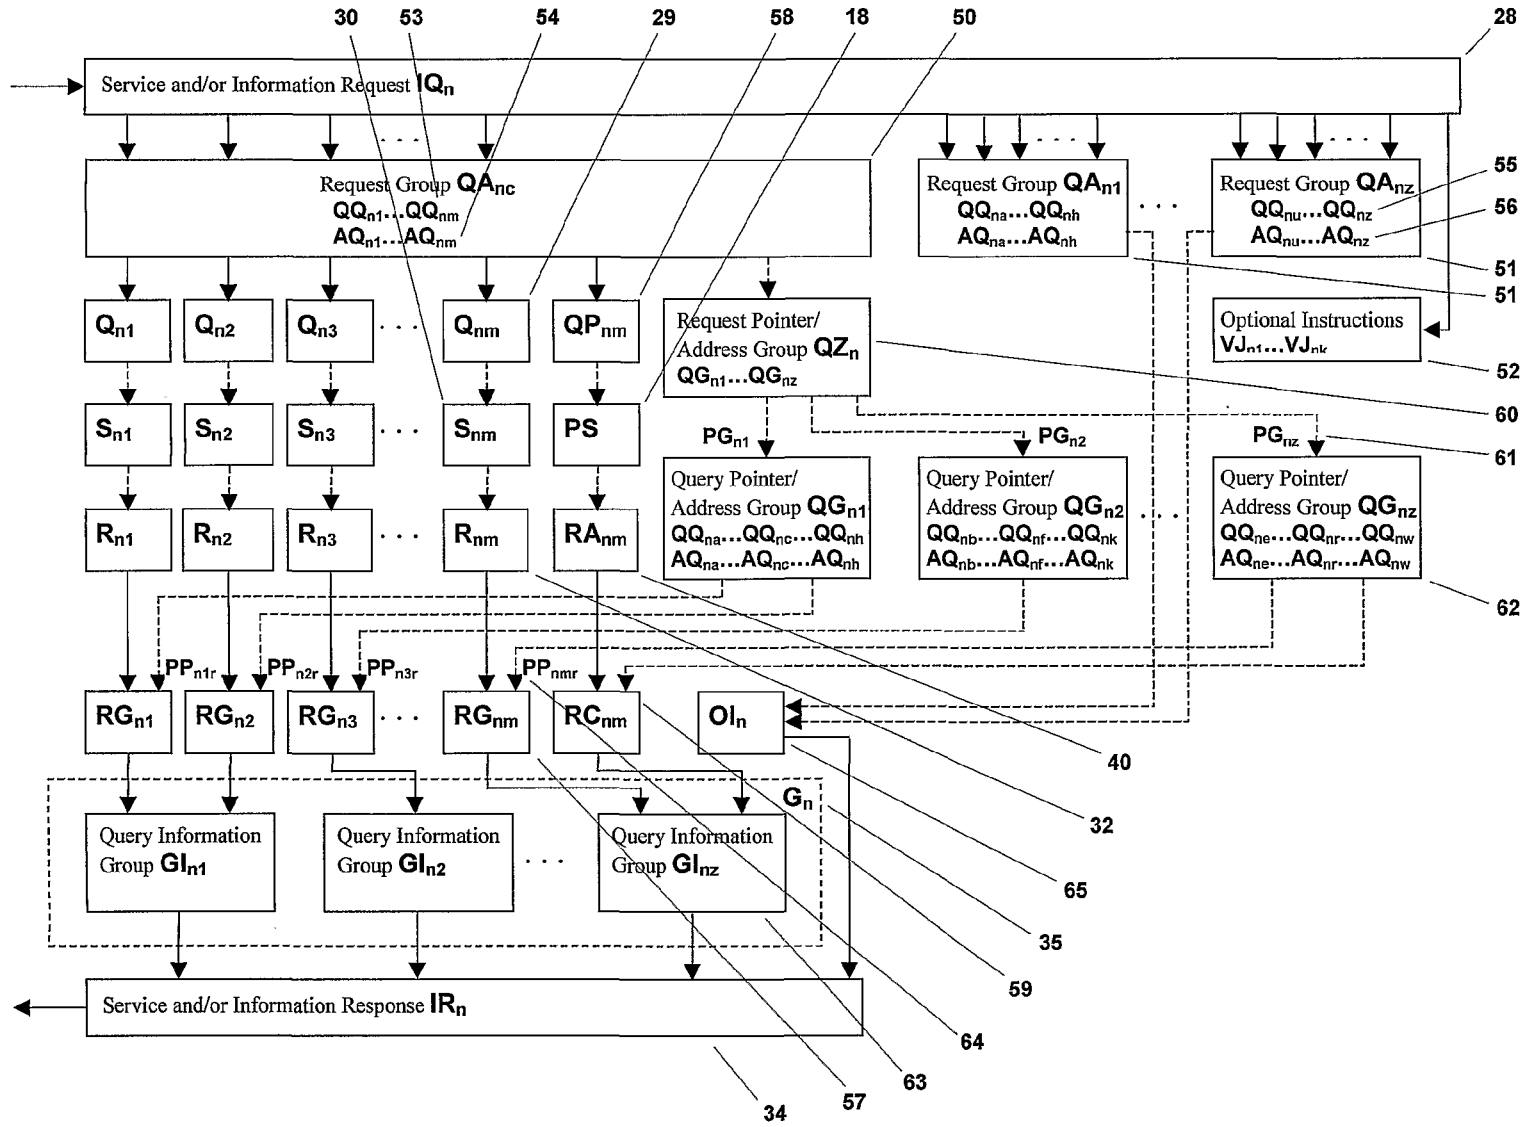 30 53 54 29 58 18 50 28
Service and/or Information Request IQn
. . . .
. . . .
. . . .
Request Group QAnc
QQn1...QQnm
AQn1...AQnm
Request Group QAn1
QQna...QQnh
AQna...AQnh
. . .
Request Group QAnz
QQnu...QQnz
AQnu...AQnz
55
56
51
51
Qn1 Qn2 Qn3 . . . Qnm QPnm
Request Pointer/
Address Group QZn
QGn1...QGnz
Optional Instructions
VJn1...VJnk
52
60
Sn1 Sn2 Sn3 . . . Snm PS
PGn1 PGn2 PGnz
61
Query Pointer/
Address Group QGn1
QQna...QQnc...QQnh
AQna...AQnc...AQnh
Query Pointer/
Address Group QGn2
QQnb...QQnf...QQnk
AQnb...AQnf...AQnk
. . .
Query Pointer/
Address Group QGnz
QQne...QQnr...QQnw
AQne...AQnr...AQnw
Rn1 Rn2 Rn3 . . . Rnm RAnm
62
PPn1r PPn2r PPn3r PPnmr
RGn1 RGn2 RGn3 . . . RGnm RCnm OIn
40
Gn
32
Query Information
Group GIn1
Query Information
Group GIn2
. . .
Query Information
Group GInz
65
35
59
Service and/or Information Response IRn
64
63
57
34